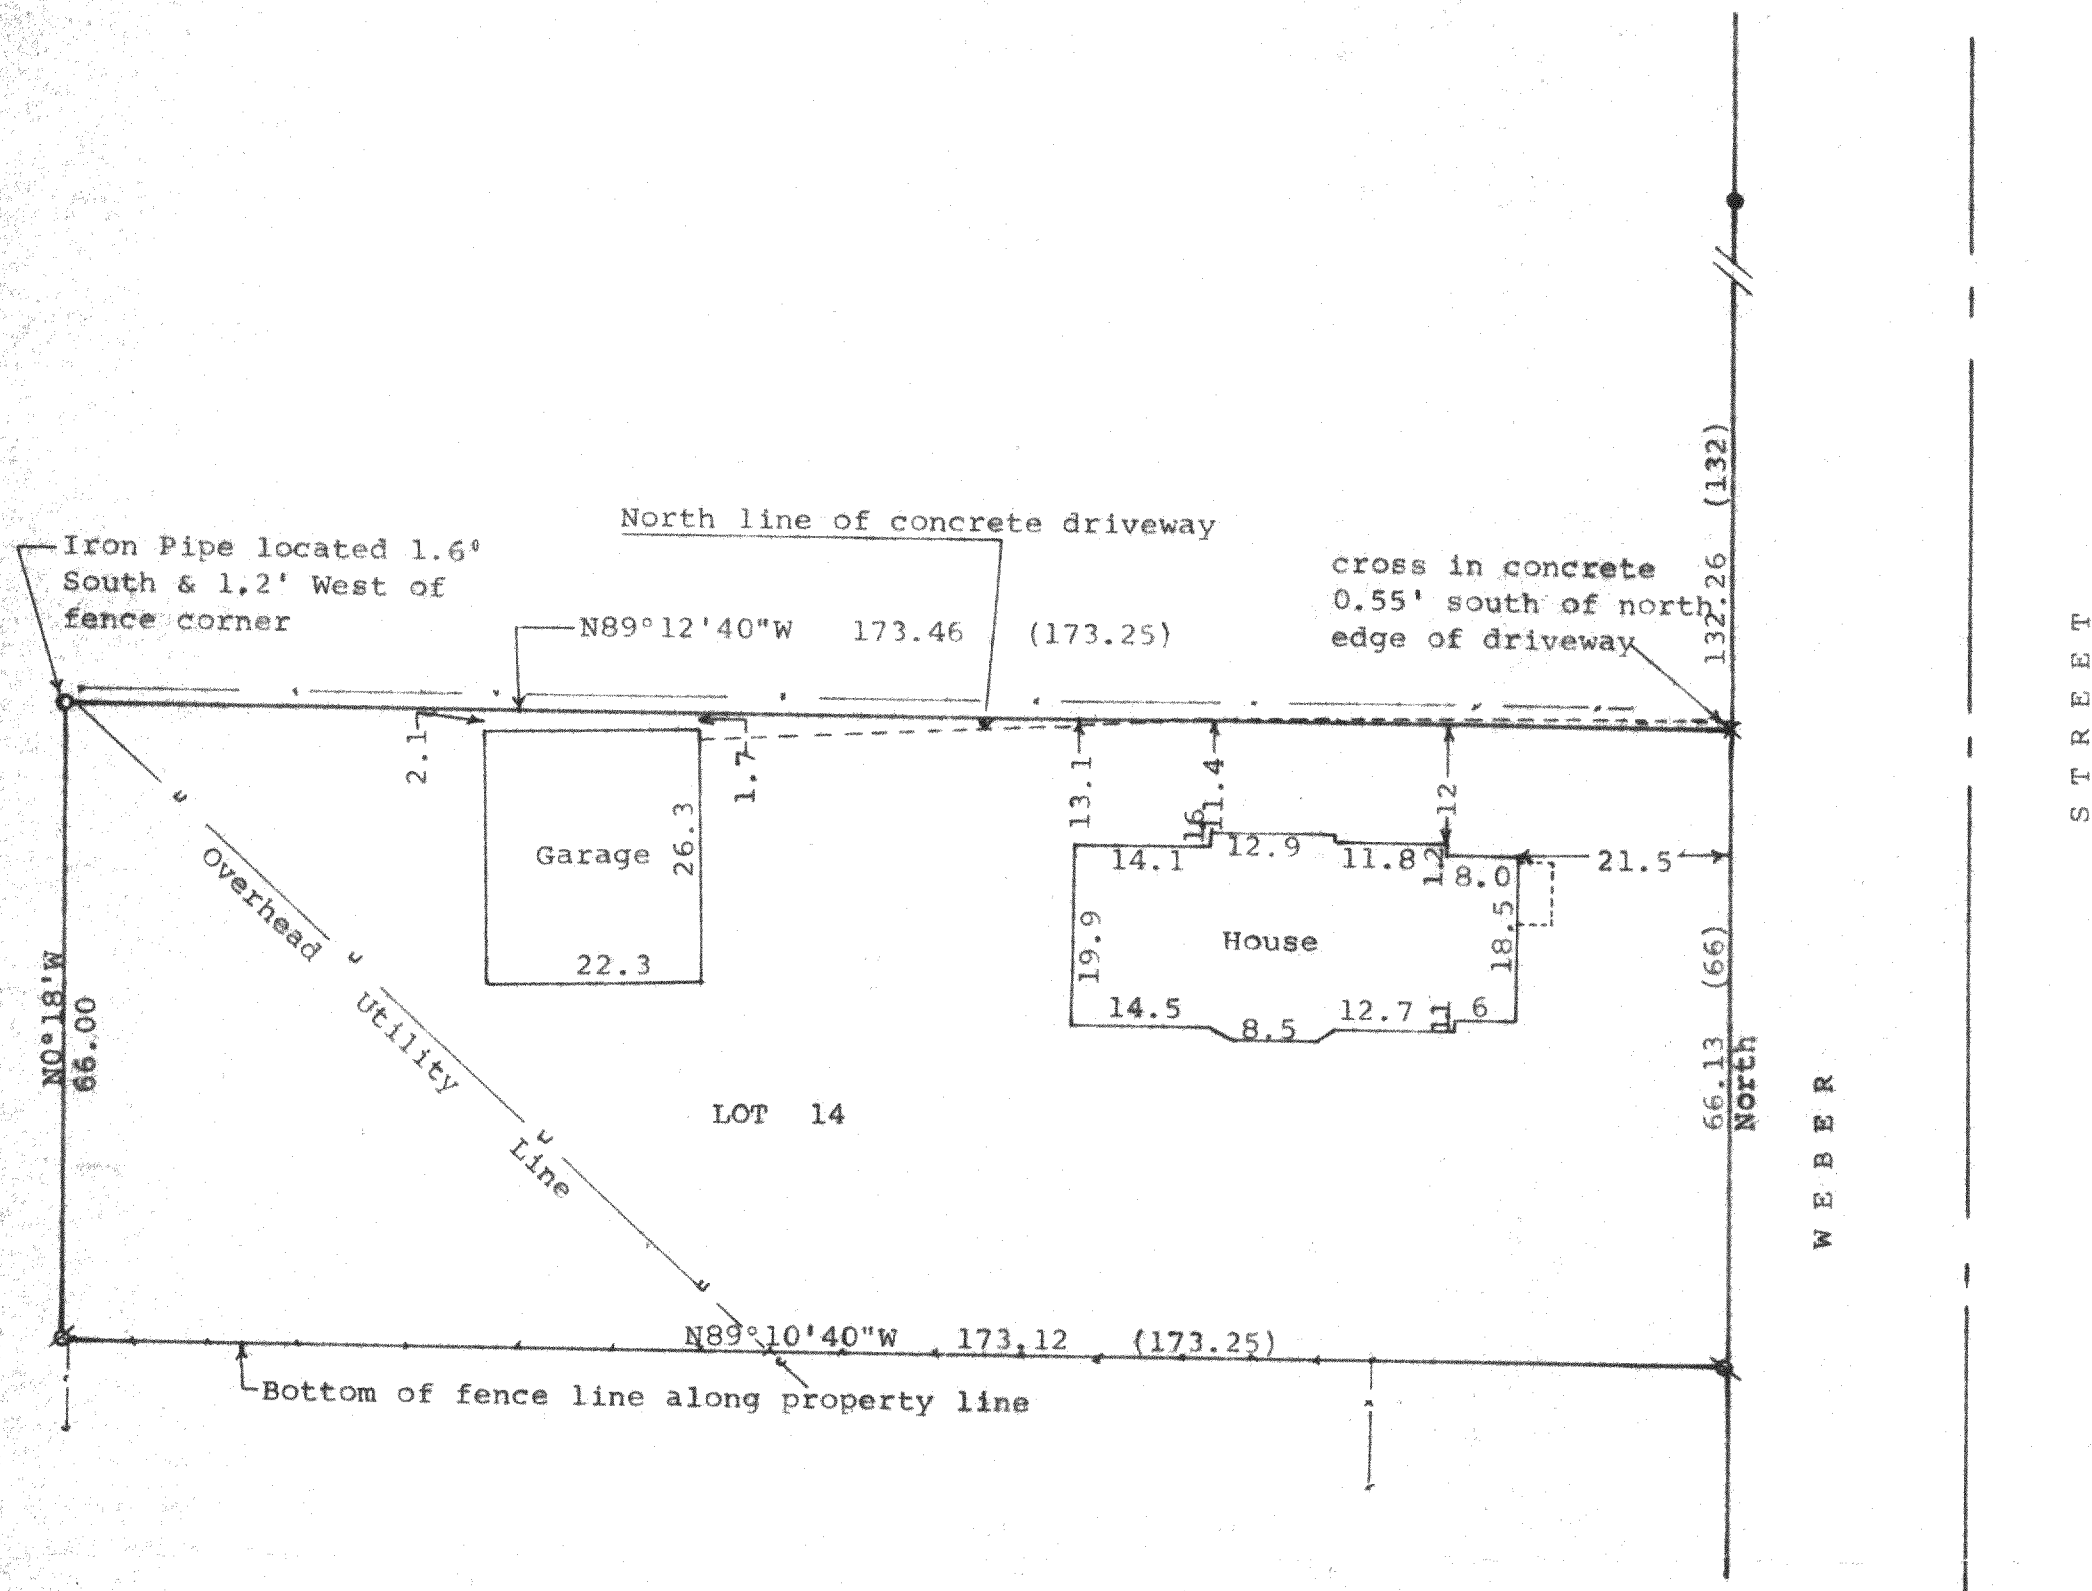 (132)
132.26
North line of concrete driveway
Iron Pipe located 1.6'
South & 1.2' West of
fence corner
N89°12'40"W 173.46 (173.25)
cross in concrete
0.55' south of north
edge of driveway
STREET
2.1
1.7
13.1
11.4
16
12
Garage
26.3
22.3
14.1
12.9
11.8
12
8.0
21.5
19.9
House
18.5
14.5
8.5
12.7
11
6
Overhead
Utility
Line
N0°18'W
66.00
LOT 14
(66)
66.13
North
WEBER
N89°10'40"W 173.12 (173.25)
Bottom of fence line along property line